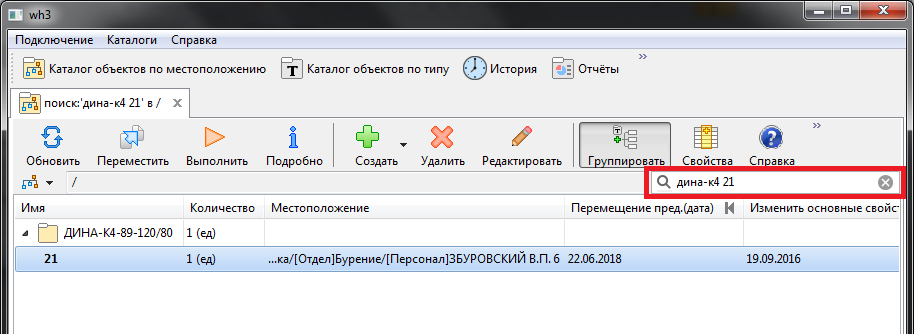 wh3
Подключение Каталоги Справка
Каталог объектов по местоположению Каталог объектов по типу История Отчёты »
поиск:'дина-к4 21' в /
Обновить Переместить Выполнить Подробно Создать Удалить Редактировать Группировать Свойства Справка »
/ дина-к4 21
Имя Количество Местоположение Перемещение пред.(дата) Изменить основные свойст
ДИНА-К4-89-120/80 1 (ед)
21 1 (ед) ...ка/[Отдел]Бурение/[Персонал]ЗБУРОВСКИЙ В.П. 6 22.06.2018 19.09.2016